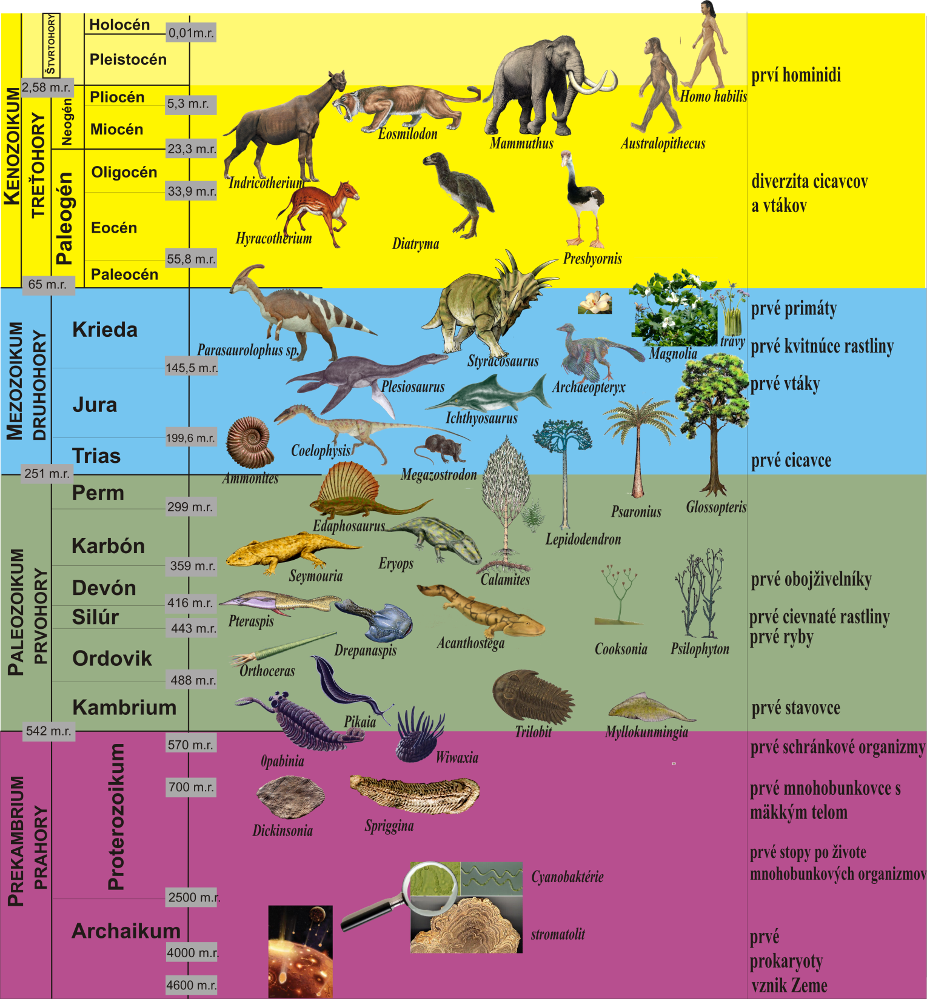 KENOZOIKUM
TREŤOHORY
ŠTVRTOHORY
Neogén
Paleogén
Holocén
0,01m.r.
Pleistocén
2,58 m.r.
Pliocén
5,3 m.r.
Miocén
23,3 m.r.
Oligocén
33,9 m.r.
Eocén
55,8 m.r.
Paleocén
65 m.r.
Homo habilis
Eosmilodon
Mammuthus
Australopithecus
Indricotherium
Hyracotherium
Diatryma
Presbyornis
prví hominidi
diverzita cicavcov
a vtákov
MEZOZOIKUM
DRUHOHORY
Krieda
145,5 m.r.
Jura
199,6 m.r.
Trias
251 m.r.
Parasaurolophus sp.
Styracosaurus
Magnolia
trávy
Plesiosaurus
Archaeopteryx
Ichthyosaurus
Coelophysis
Ammonites
Megazostrodon
prvé primáty
prvé kvitnúce rastliny
prvé vtáky
prvé cicavce
PALEOZOIKUM
PRVOHORY
Perm
299 m.r.
Karbón
359 m.r.
Devón
416 m.r.
Silúr
443 m.r.
Ordovik
488 m.r.
Kambrium
542 m.r.
Psaronius
Glossopteris
Edaphosaurus
Lepidodendron
Eryops
Seymouria
Calamites
Pteraspis
Drepanaspis
Acanthostega
Cooksonia
Psilophyton
Orthoceras
Pikaia
Trilobit
Myllokunmingia
prvé obojživelníky
prvé cievnaté rastliny
prvé ryby
prvé stavovce
PREKAMBRIUM
PRAHORY
Proterozoikum
570 m.r.
700 m.r.
2500 m.r.
Archaikum
4000 m.r.
4600 m.r.
Opabinia
Wiwaxia
Dickinsonia
Spriggina
Cyanobaktérie
stromatolit
prvé schránkové organizmy
prvé mnohobunkovce s
mäkkým telom
prvé stopy po živote
mnohobunkových organizmov
prvé
prokaryoty
vznik Zeme